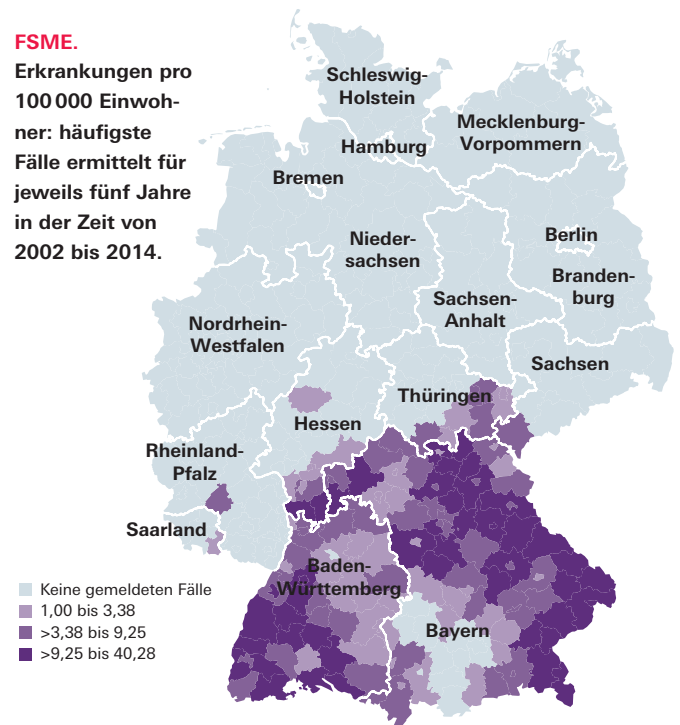 FSME.
Erkrankungen pro
100 000 Einwoh-
ner: häufigste
Fälle ermittelt für
jeweils fünf Jahre
in der Zeit von
2002 bis 2014.
Schleswig-
Holstein
Mecklenburg-
Vorpommern
Hamburg
Bremen
Nieder-
sachsen
Berlin
Branden-
burg
Sachsen-
Anhalt
Nordrhein-
Westfalen
Sachsen
Thüringen
Hessen
Rheinland-
Pfalz
Saarland
Baden-
Württemberg
Bayern
Keine gemeldeten Fälle
1,00 bis 3,38
>3,38 bis 9,25
>9,25 bis 40,28